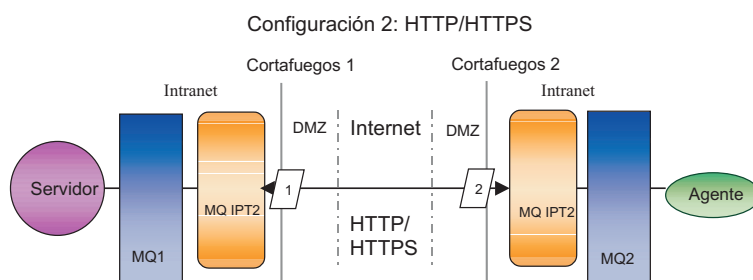 Configuración 2: HTTP/HTTPS
Cortafuegos 1
Cortafuegos 2
Intranet
Intranet
DMZ
Internet
DMZ
Servidor
1
2
Agente
MQ IPT2
MQ IPT2
HTTP/
HTTPS
MQ1
MQ2